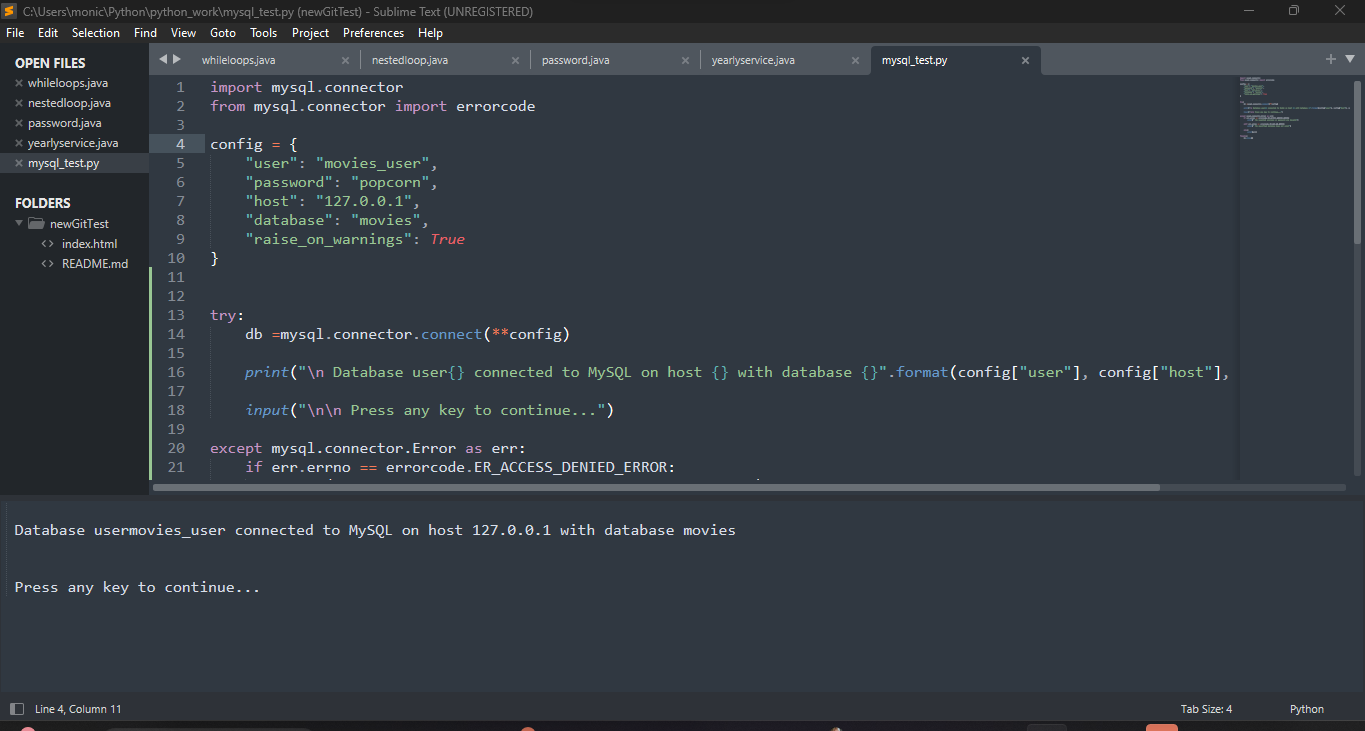 C:\Users\monic\Python\python_work\mysql_test.py (newGitTest) - Sublime Text (UNREGISTERED)
File Edit Selection Find View Goto Tools Project Preferences Help
OPEN FILES
whileloops.java
nestedloop.java
password.java
yearlyservice.java
mysql_test.py
FOLDERS
newGitTest
index.html
README.md
whileloops.java nestedloop.java password.java yearlyservice.java mysql_test.py
1 import mysql.connector
2 from mysql.connector import errorcode
3
4 config = {
5     "user": "movies_user",
6     "password": "popcorn",
7     "host": "127.0.0.1",
8     "database": "movies",
9     "raise_on_warnings": True
10 }
11
12
13 try:
14     db =mysql.connector.connect(**config)
15
16     print("\n Database user{} connected to MySQL on host {} with database {}".format(config["user"], config["host"],
17
18     input("\n\n Press any key to continue...")
19
20 except mysql.connector.Error as err:
21     if err.errno == errorcode.ER_ACCESS_DENIED_ERROR:
Database usermovies_user connected to MySQL on host 127.0.0.1 with database movies
Press any key to continue...
Line 4, Column 11
Tab Size: 4
Python